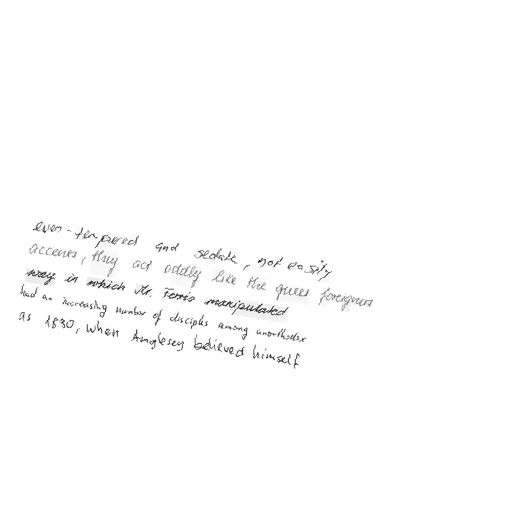 even-tempered and sedate, not easily
accents, they act oddly like the queer foreigners
way in which Mr. Ferris manipulated
had an increasing number of disciples among unorthodox
as 1830, when Anglesey believed himself